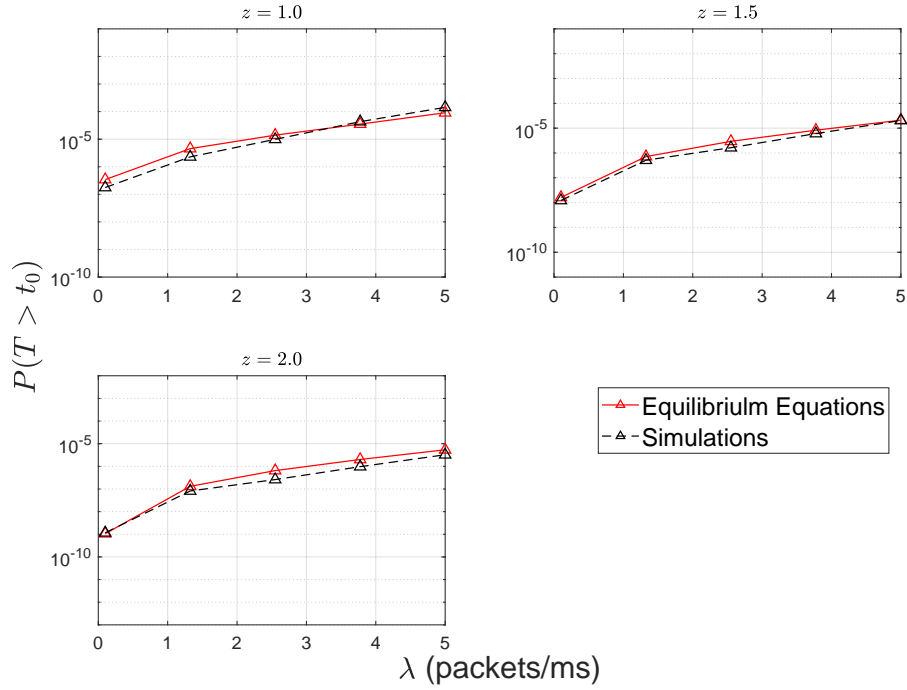 z = 1.0
10^-5
10^-10
0 1 2 3 4 5
z = 1.5
10^-5
10^-10
0 1 2 3 4 5
z = 2.0
10^-5
10^-10
0 1 2 3 4 5
P(T > t₀)
λ (packets/ms)
Equilibriulm Equations
Simulations